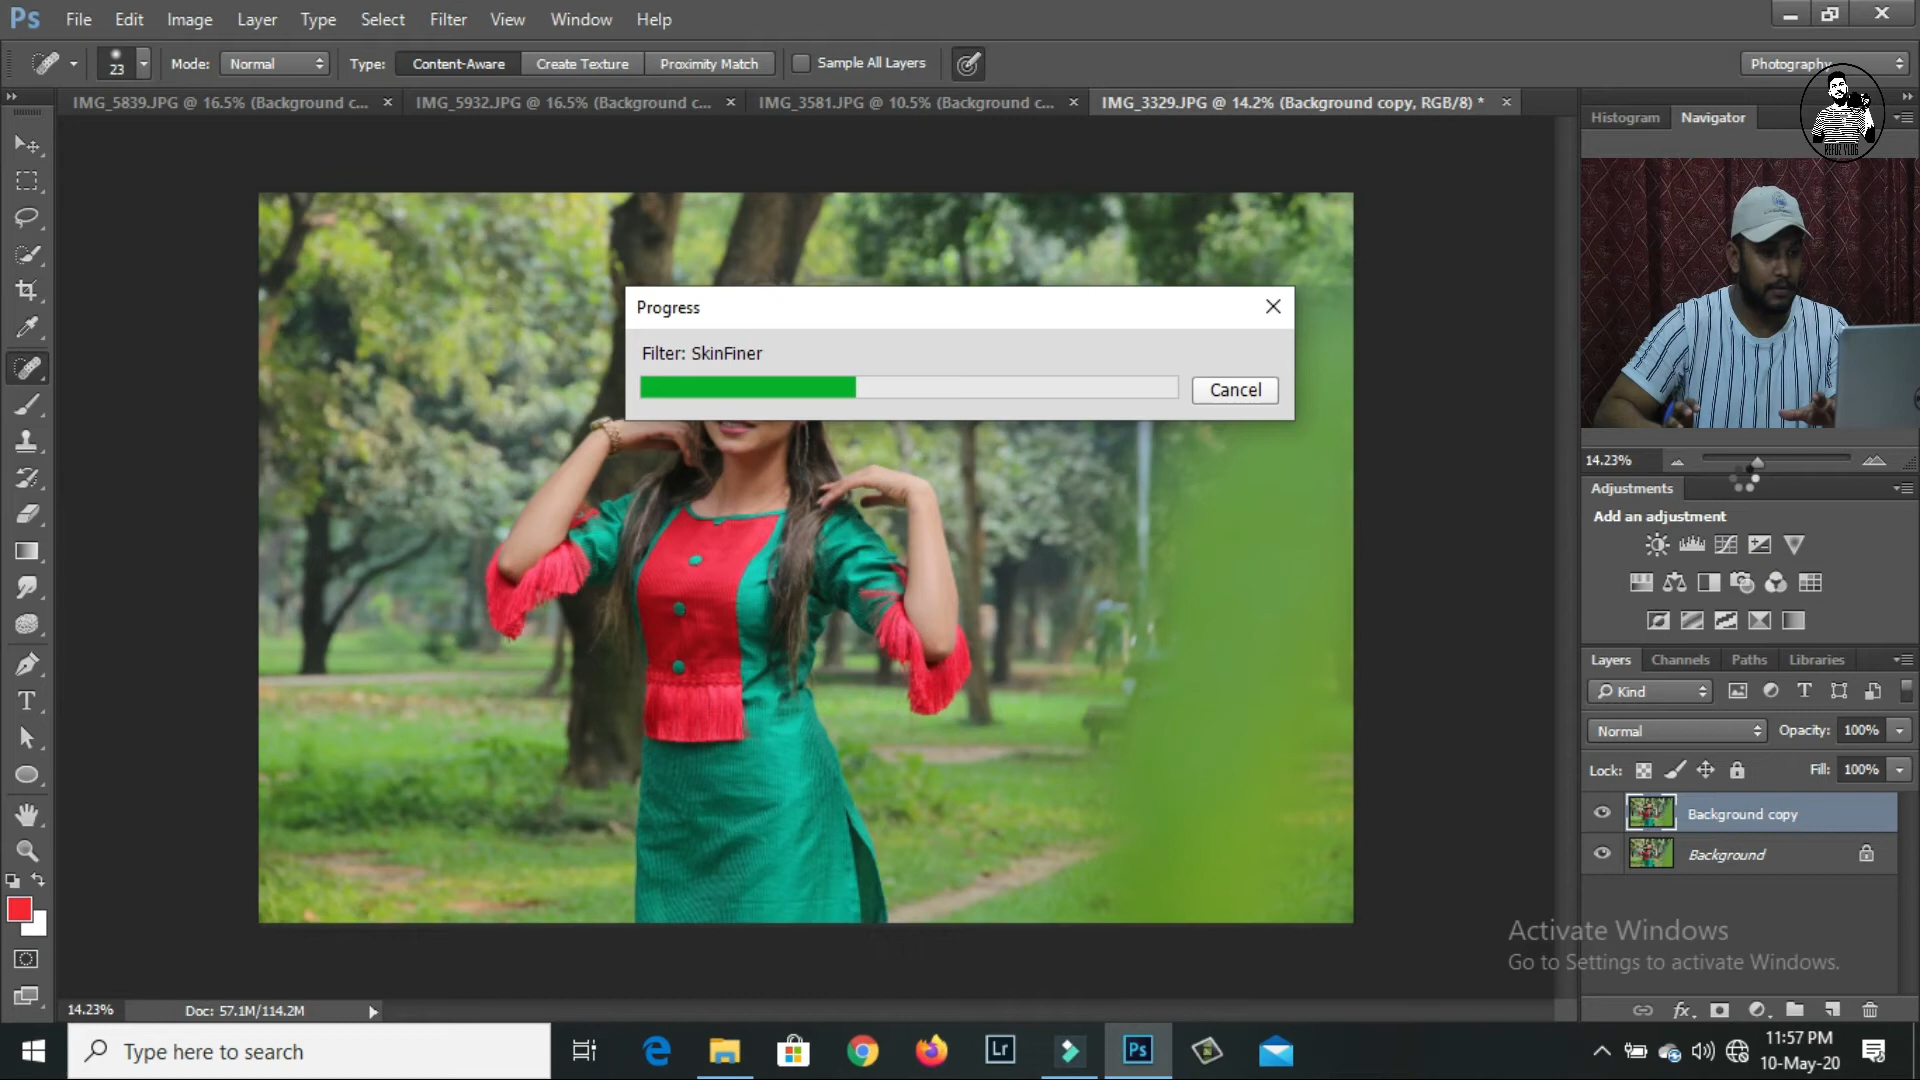 Ps File Edit Image Layer Type Select Filter View Window Help
23 Mode: Normal Type: Content-Aware Create Texture Proximity Match Sample All Layers Photography
IMG_5839.JPG @ 16.5% (Background c... × IMG_5932.JPG @ 16.5% (Background c... × IMG_3581.JPG @ 10.5% (Background c... × IMG_3329.JPG @ 14.2% (Background copy, RGB/8) * ×
Histogram Navigator
REFOZ VLOG
Progress
Filter: SkinFiner
Cancel
14.23%
Adjustments
Add an adjustment
Layers Channels Paths Libraries
Kind
Normal Opacity: 100%
Lock: Fill: 100%
Background copy
Background
Activate Windows
Go to Settings to activate Windows.
14.23% Doc: 57.1M/114.2M
Type here to search
Lr Ps
11:57 PM
10-May-20